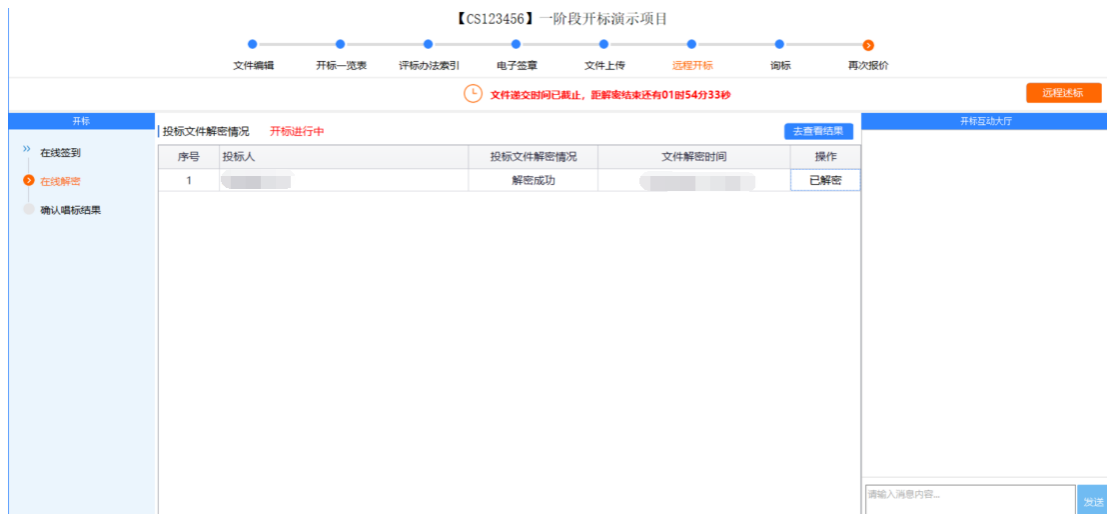 【CS123456】一阶段开标演示项目
文件编辑 开标一览表 评标办法索引 电子签章 文件上传 远程开标 询标 再次报价
文件递交时间已截止，距解密结束还有01时54分33秒 远程述标
开标
在线签到
在线解密
确认唱标结果
投标文件解密情况 开标进行中 去查看结果
序号 投标人 投标文件解密情况 文件解密时间 操作
1 解密成功 已解密
开标互动大厅
请输入消息内容...
发送